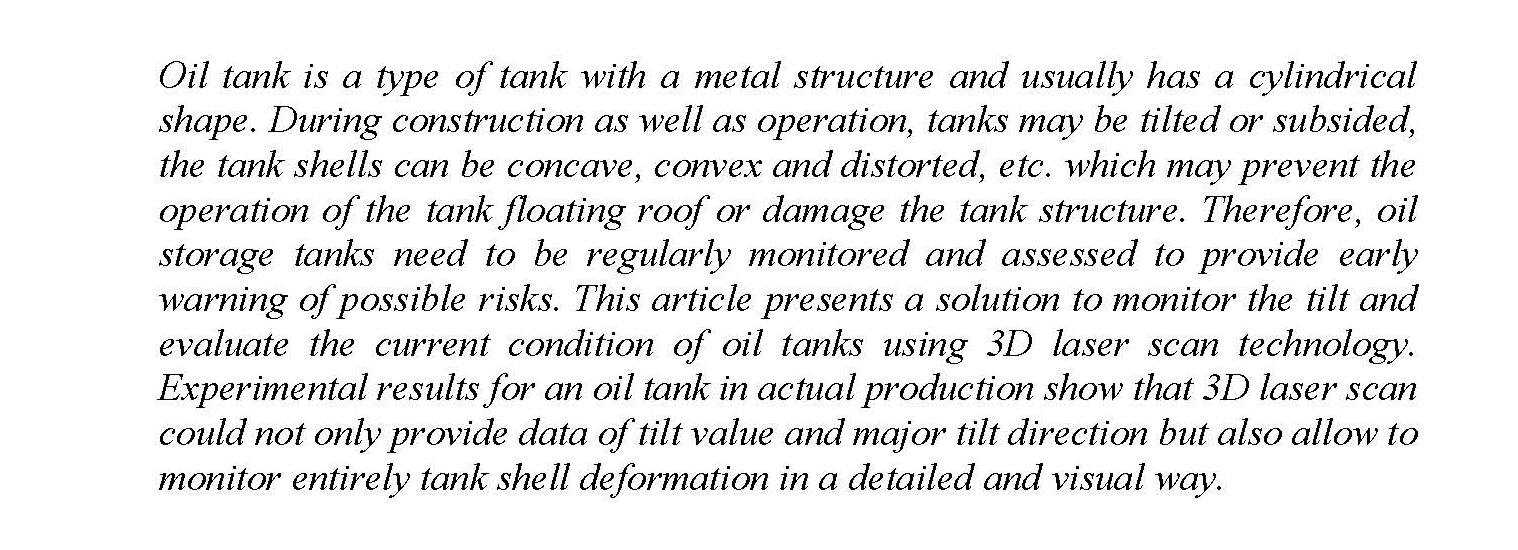 Oil tank is a type of tank with a metal structure and usually has a cylindrical
shape. During construction as well as operation, tanks may be tilted or subsided,
the tank shells can be concave, convex and distorted, etc. which may prevent the
operation of the tank floating roof or damage the tank structure. Therefore, oil
storage tanks need to be regularly monitored and assessed to provide early
warning of possible risks. This article presents a solution to monitor the tilt and
evaluate the current condition of oil tanks using 3D laser scan technology.
Experimental results for an oil tank in actual production show that 3D laser scan
could not only provide data of tilt value and major tilt direction but also allow to
monitor entirely tank shell deformation in a detailed and visual way.